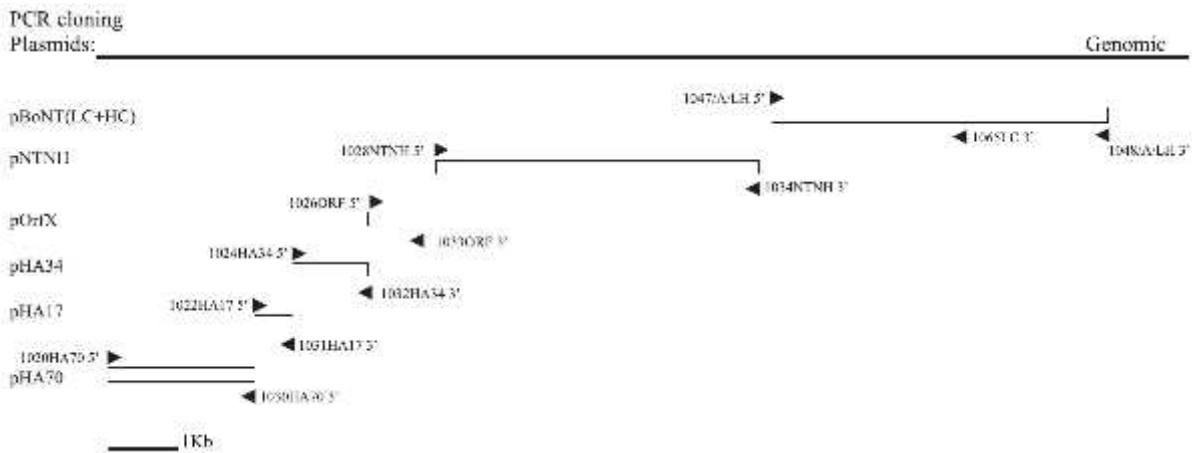 PCR cloning
Plasmids:
Genomic
1047/A/LH 5'
pBoNT(LC+HC)
1065LC 3'
1048/A/LH 3'
1028NTNH 5'
pNTNH
1034NTNH 3'
1026ORF 5'
pOrfX
1033ORF 3'
1024HA34 5'
pHA34
1032HA34 3'
1022HA17 5'
pHA17
1031HA17 3'
1020HA70 5'
pHA70
1030HA70 5'
1Kb